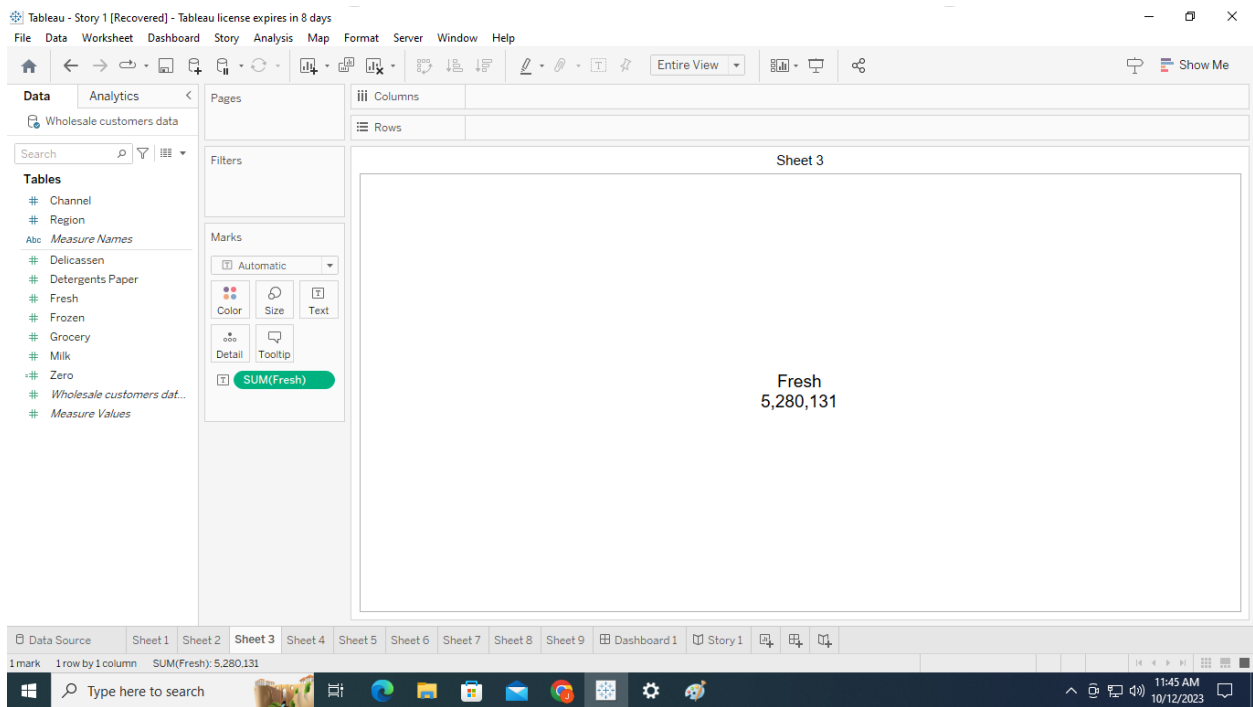 Tableau - Story 1 [Recovered] - Tableau license expires in 8 days
File Data Worksheet Dashboard Story Analysis Map Format Server Window Help
Entire View
Show Me
Data Analytics
Pages
Columns
Wholesale customers data
Rows
Search
Filters
Sheet 3
Tables
# Channel
# Region
Abc Measure Names
Marks
# Delicassen
T Automatic
# Detergents Paper
# Fresh
Color Size Text
# Frozen
# Grocery
# Milk
Detail Tooltip
=# Zero
T SUM(Fresh)
Fresh
# Wholesale customers dat...
5,280,131
# Measure Values
Data Source Sheet 1 Sheet 2 Sheet 3 Sheet 4 Sheet 5 Sheet 6 Sheet 7 Sheet 8 Sheet 9 Dashboard 1 Story 1
1 mark 1 row by 1 column SUM(Fresh): 5,280,131
Type here to search
11:45 AM
10/12/2023